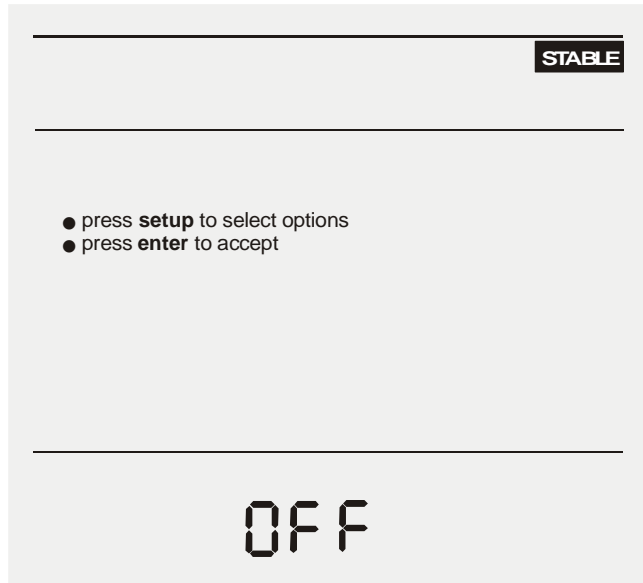 STABLE
● press setup to select options
● press enter to accept
OFF